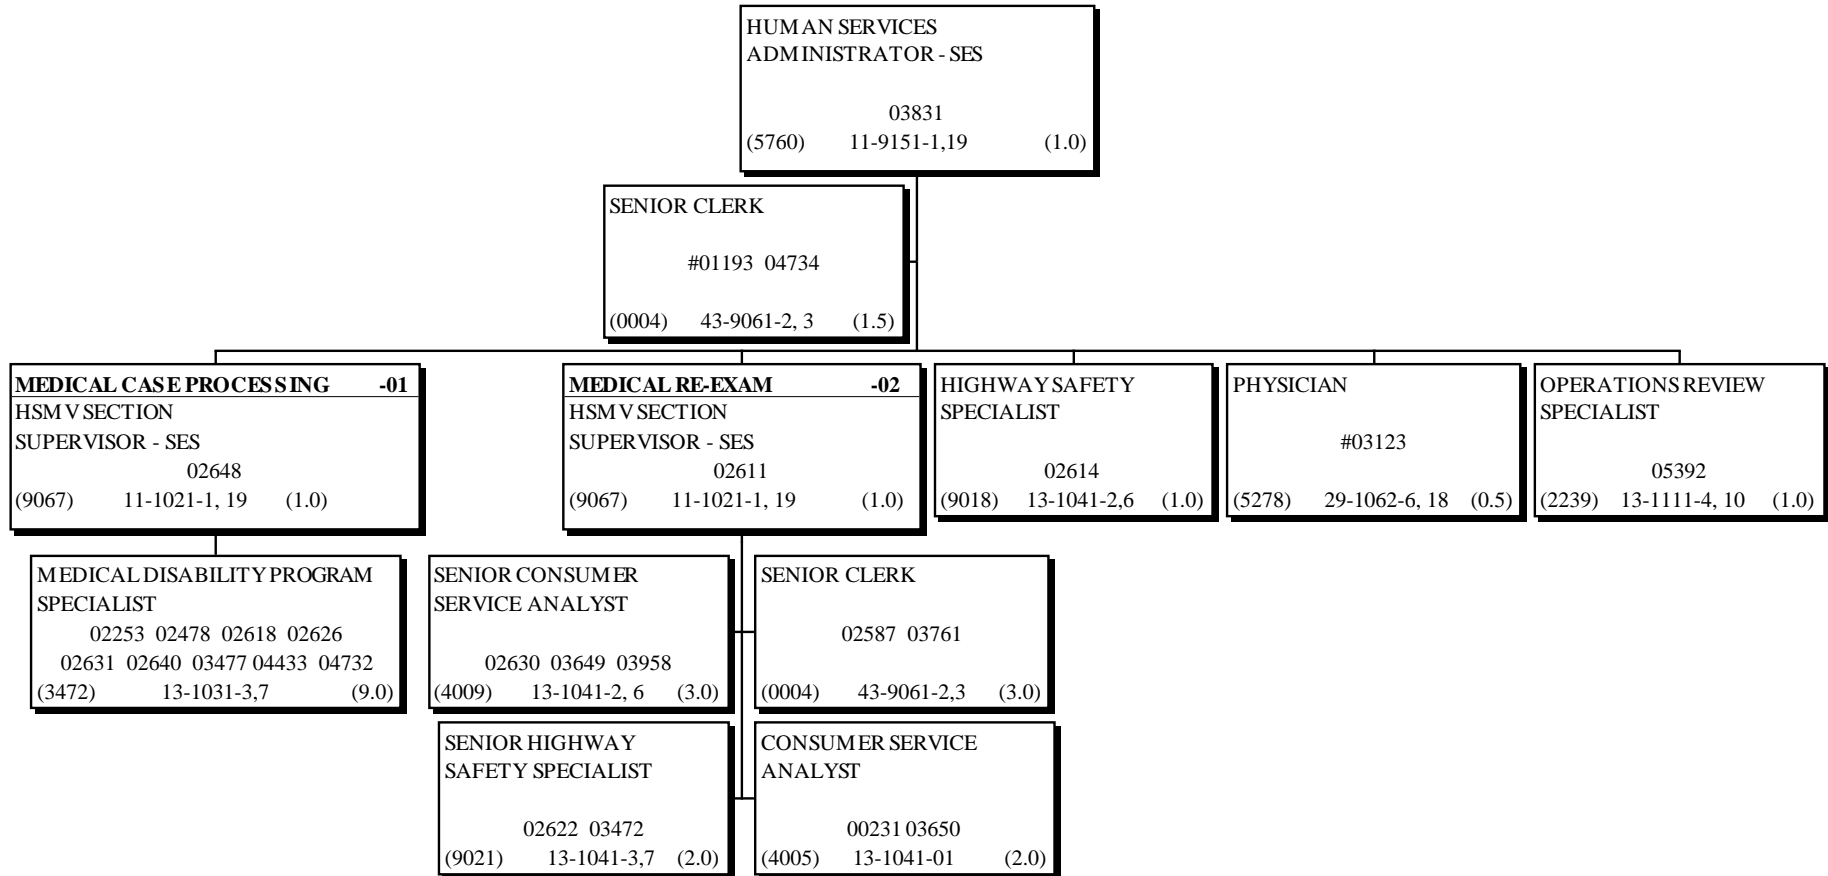 HUMAN SERVICES
ADMINISTRATOR - SES
03831
(5760) 11-9151-1,19 (1.0)
SENIOR CLERK
#01193 04734
(0004) 43-9061-2, 3 (1.5)
MEDICAL CASE PROCESSING -01
HSMV SECTION
SUPERVISOR - SES
02648
(9067) 11-1021-1, 19 (1.0)
MEDICAL RE-EXAM -02
HSMV SECTION
SUPERVISOR - SES
02611
(9067) 11-1021-1, 19 (1.0)
HIGHWAY SAFETY
SPECIALIST
02614
(9018) 13-1041-2,6 (1.0)
PHYSICIAN
#03123
(5278) 29-1062-6, 18 (0.5)
OPERATIONS REVIEW
SPECIALIST
05392
(2239) 13-1111-4, 10 (1.0)
MEDICAL DISABILITY PROGRAM
SPECIALIST
02253 02478 02618 02626
02631 02640 03477 04433 04732
(3472) 13-1031-3,7 (9.0)
SENIOR CONSUMER
SERVICE ANALYST
02630 03649 03958
(4009) 13-1041-2, 6 (3.0)
SENIOR CLERK
02587 03761
(0004) 43-9061-2,3 (3.0)
SENIOR HIGHWAY
SAFETY SPECIALIST
02622 03472
(9021) 13-1041-3,7 (2.0)
CONSUMER SERVICE
ANALYST
00231 03650
(4005) 13-1041-01 (2.0)